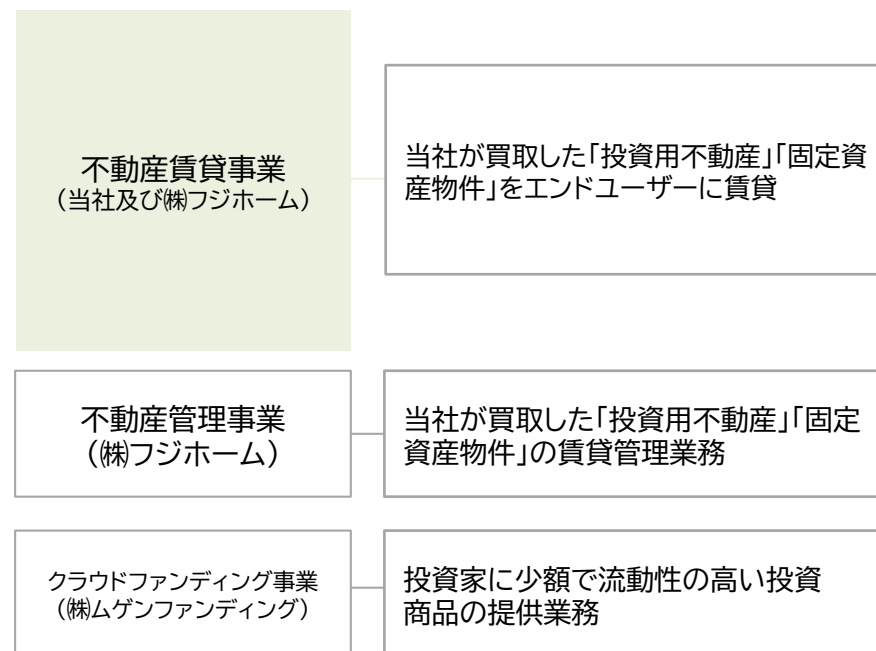 不動産賃貸事業
（当社及び㈱フジホーム）
当社が買取した「投資用不動産」「固定資
産物件」をエンドユーザーに賃貸
不動産管理事業
（㈱フジホーム）
当社が買取した「投資用不動産」「固定
資産物件」の賃貸管理業務
クラウドファンディング事業
（㈱ムゲンファンディング）
投資家に少額で流動性の高い投資
商品の提供業務